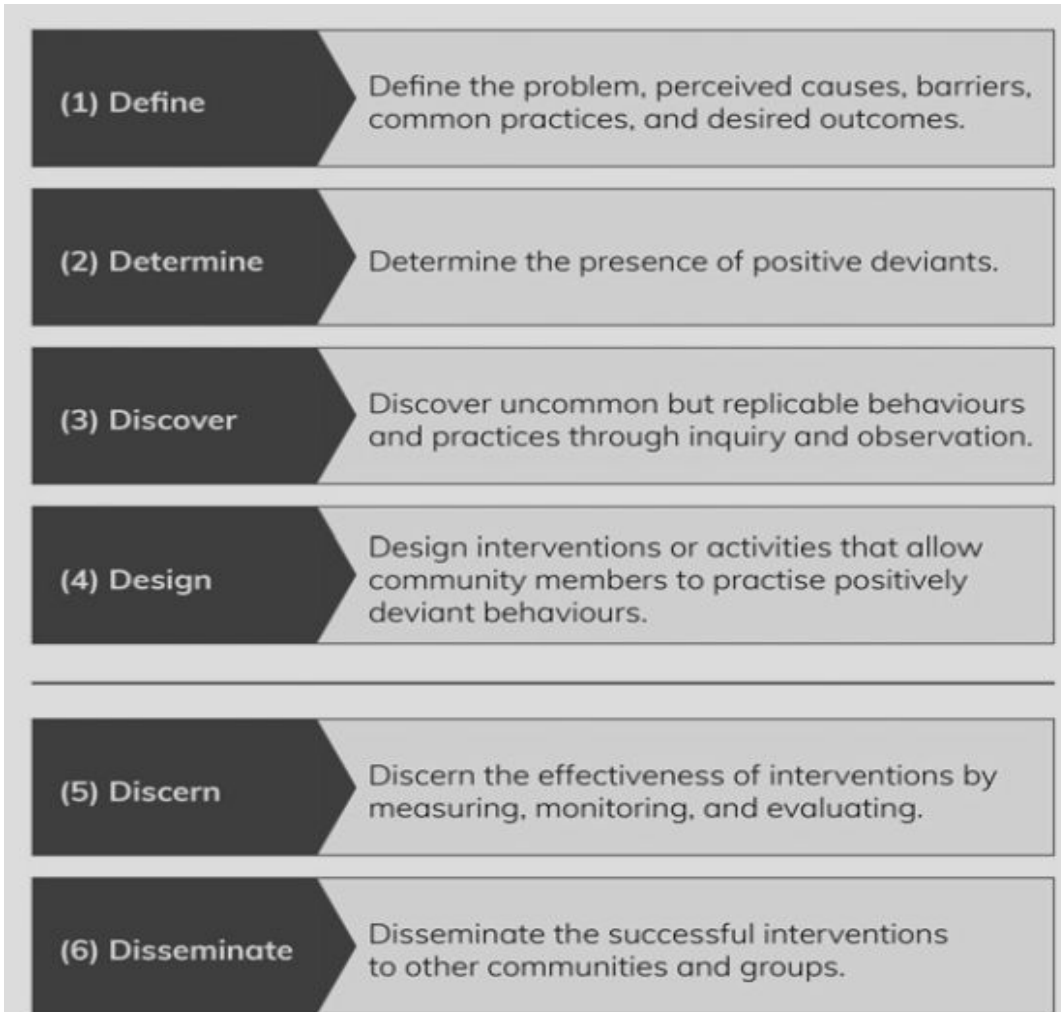 (1) Define
Define the problem, perceived causes, barriers,
common practices, and desired outcomes.
(2) Determine
Determine the presence of positive deviants.
(3) Discover
Discover uncommon but replicable behaviours
and practices through inquiry and observation.
(4) Design
Design interventions or activities that allow
community members to practise positively
deviant behaviours.
(5) Discern
Discern the effectiveness of interventions by
measuring, monitoring, and evaluating.
(6) Disseminate
Disseminate the successful interventions
to other communities and groups.